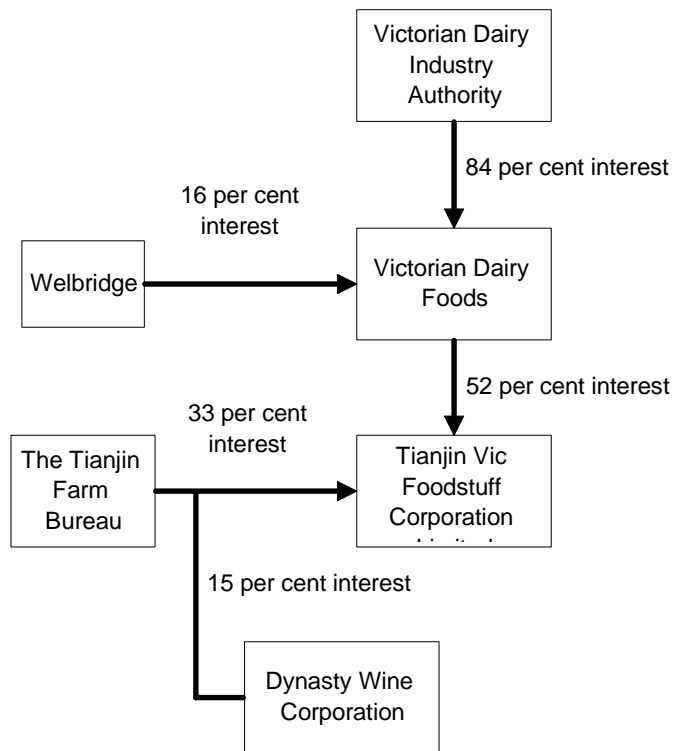 Victorian Dairy
Industry
Authority
84 per cent interest
16 per cent
interest
Welbridge
Victorian Dairy
Foods
52 per cent interest
33 per cent
interest
The Tianjin
Farm
Bureau
Tianjin Vic
Foodstuff
Corporation
15 per cent interest
Dynasty Wine
Corporation